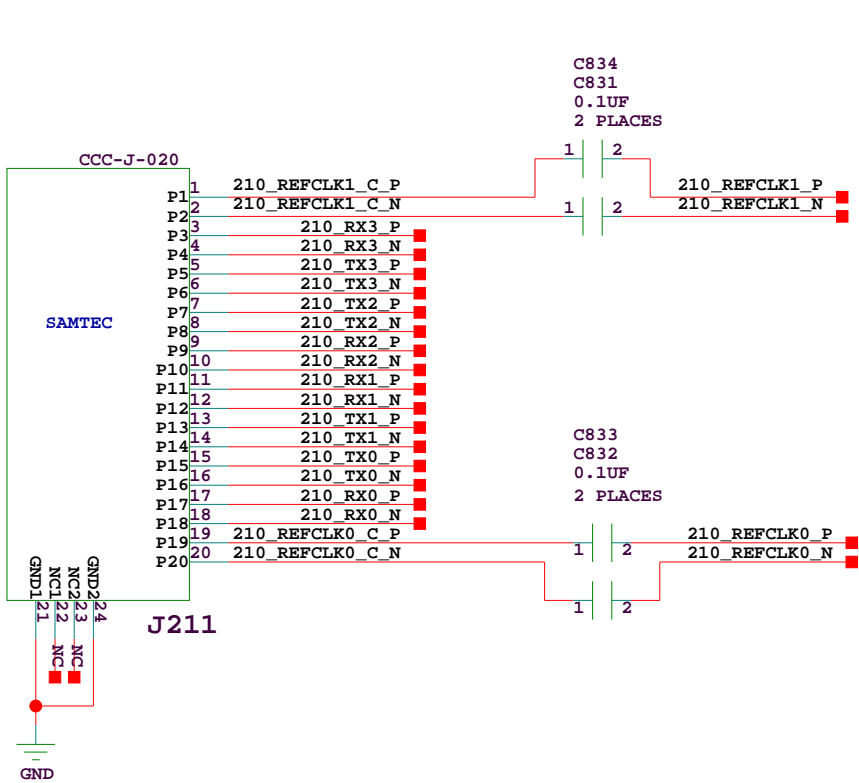 C834
C831
0.1UF
2 PLACES
CCC-J-020
1 2
P1 1 210_REFCLK1_C_P 210_REFCLK1_P
P2 2 210_REFCLK1_C_N 1 2 210_REFCLK1_N
P3 3 210_RX3_P
P4 4 210_RX3_N
P5 5 210_TX3_P
P6 6 210_TX3_N
P7 7 210_TX2_P
SAMTEC
P8 8 210_TX2_N
P9 9 210_RX2_P
P10 10 210_RX2_N
P11 11 210_RX1_P
P12 12 210_RX1_N
P13 13 210_TX1_P
P14 14 210_TX1_N
P15 15 210_TX0_P
P16 16 210_TX0_N
P17 17 210_RX0_P
P18 18 210_RX0_N
C833
C832
0.1UF
2 PLACES
P19 19 210_REFCLK0_C_P 1 2 210_REFCLK0_P
P20 20 210_REFCLK0_C_N 210_REFCLK0_N
1 2
GND1 21
NC1 22 NC
NC2 23 NC
GND2 24
J211
GND